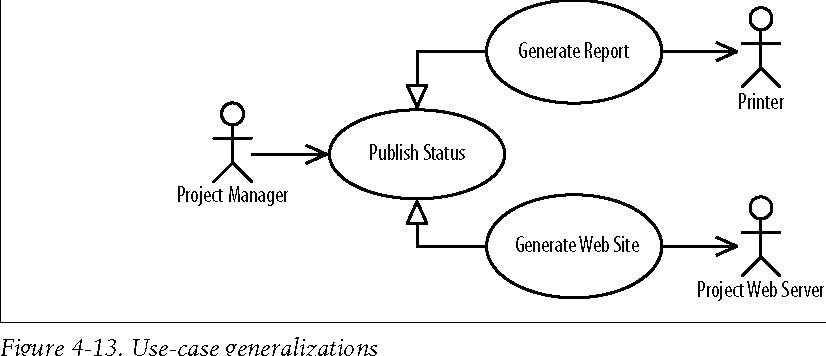 Generate Report
Printer
Publish Status
Project Manager
Generate Web Site
Project Web Server
Figure 4-13. Use-case generalizations